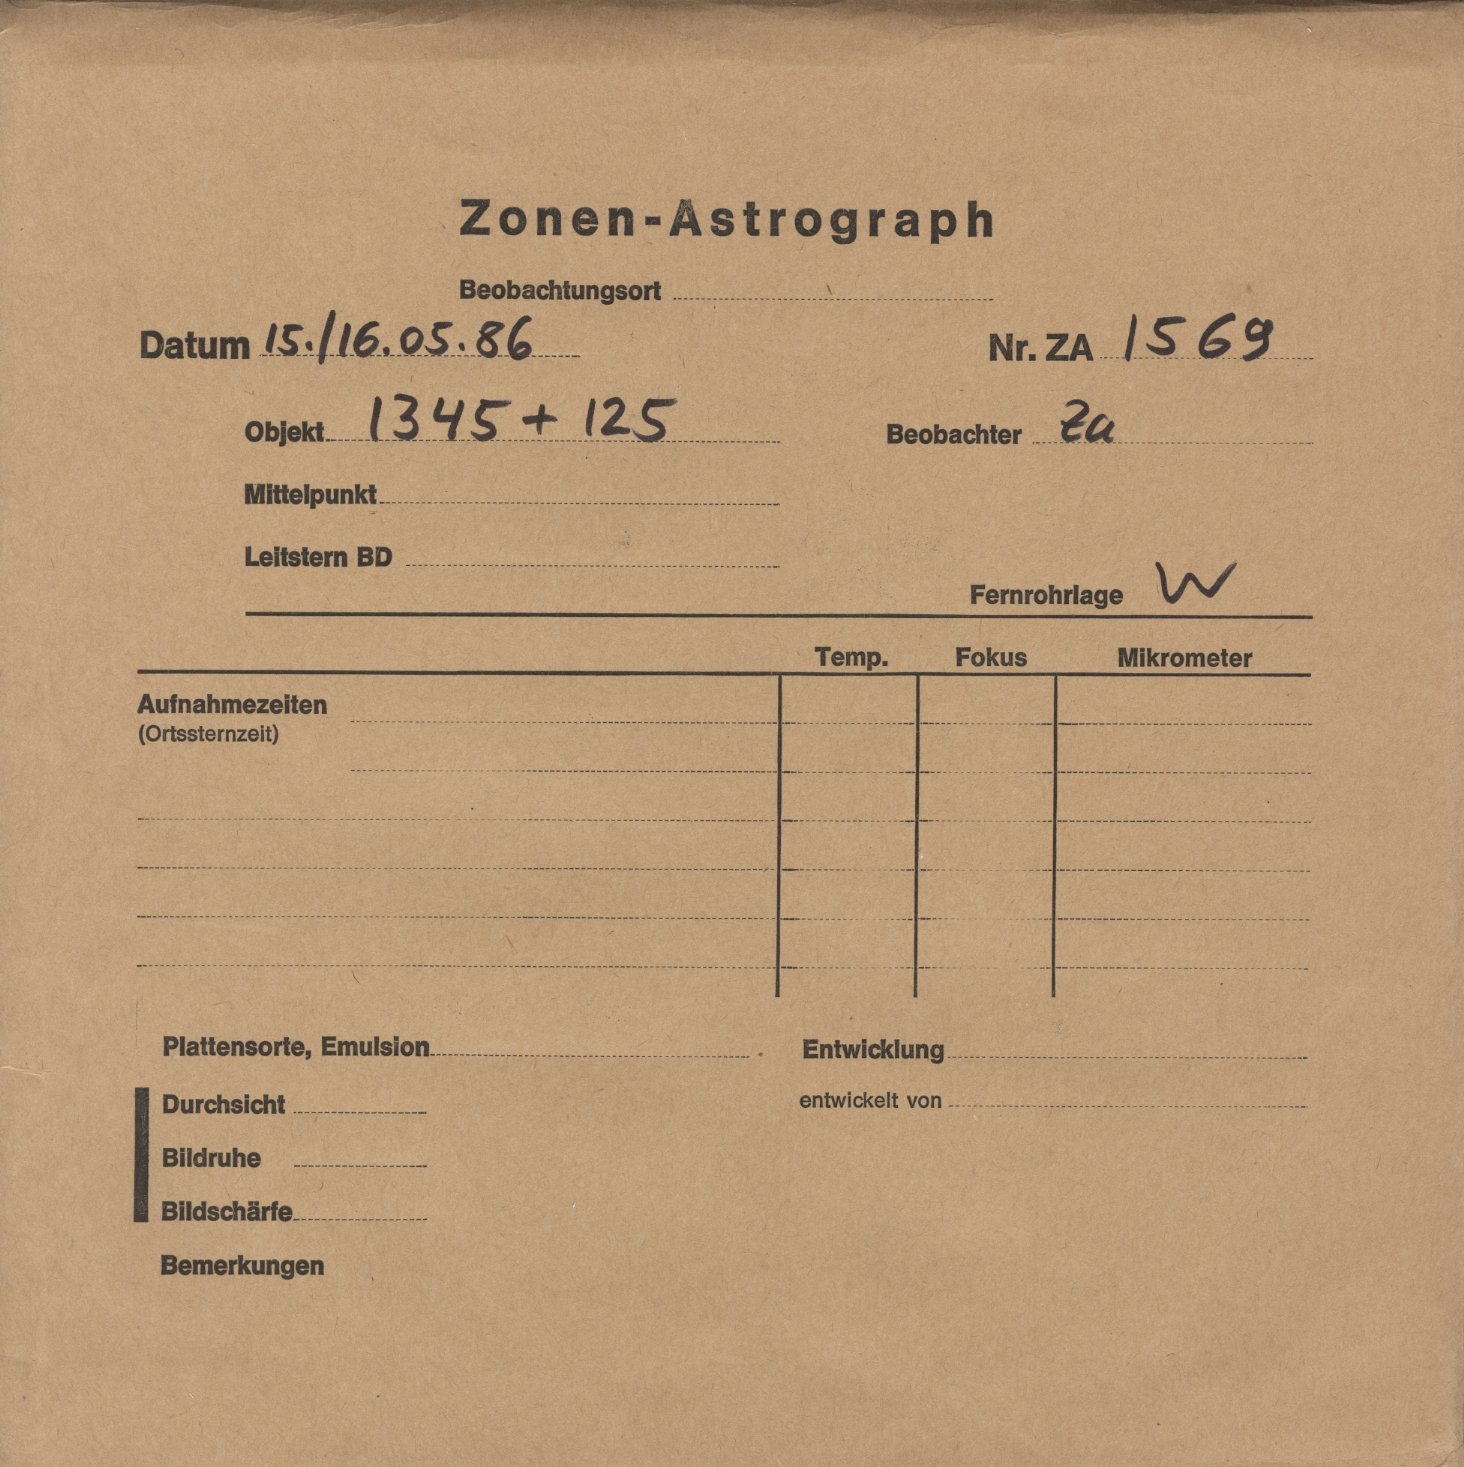 Zonen-Astrograph
Beobachtungsort
Datum 15./16.05.86 Nr. ZA 1569
Objekt 1345 + 125 Beobachter Za
Mittelpunkt
Leitstern BD
Fernrohrlage W
Temp. Fokus Mikrometer
Aufnahmezeiten
(Ortssternzeit)
Plattensorte, Emulsion Entwicklung
Durchsicht entwickelt von
Bildruhe
Bildschärfe
Bemerkungen